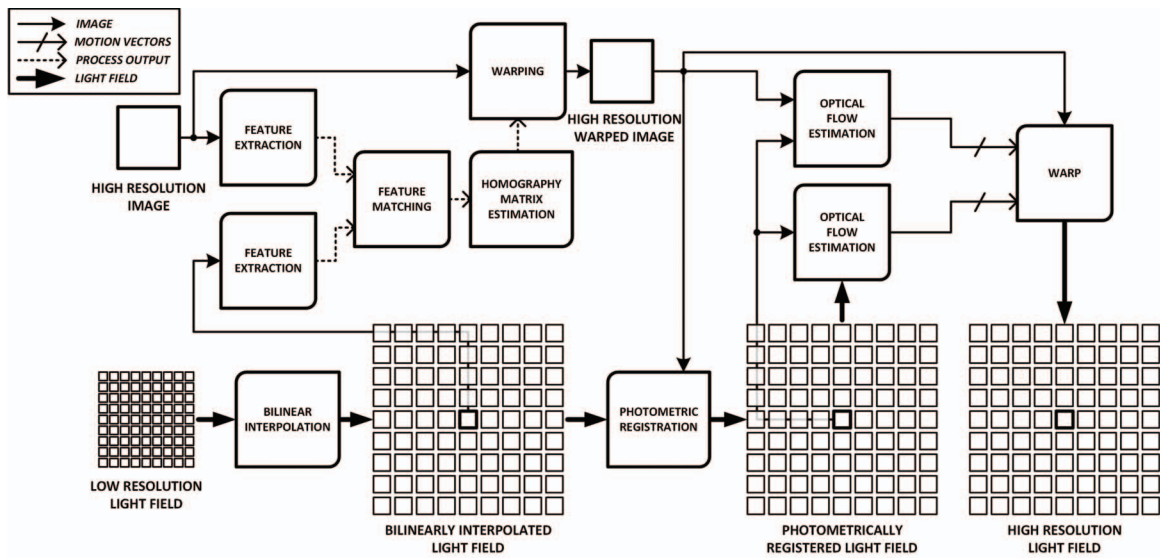 IMAGE
MOTION VECTORS
PROCESS OUTPUT
LIGHT FIELD
HIGH RESOLUTION
IMAGE
FEATURE
EXTRACTION
FEATURE
EXTRACTION
FEATURE
MATCHING
HOMOGRAPHY
MATRIX
ESTIMATION
WARPING
HIGH RESOLUTION
WARPED IMAGE
OPTICAL
FLOW
ESTIMATION
OPTICAL
FLOW
ESTIMATION
WARP
LOW RESOLUTION
LIGHT FIELD
BILINEAR
INTERPOLATION
BILINEARLY INTERPOLATED
LIGHT FIELD
PHOTOMETRIC
REGISTRATION
PHOTOMETRICALLY
REGISTERED LIGHT FIELD
HIGH RESOLUTION
LIGHT FIELD